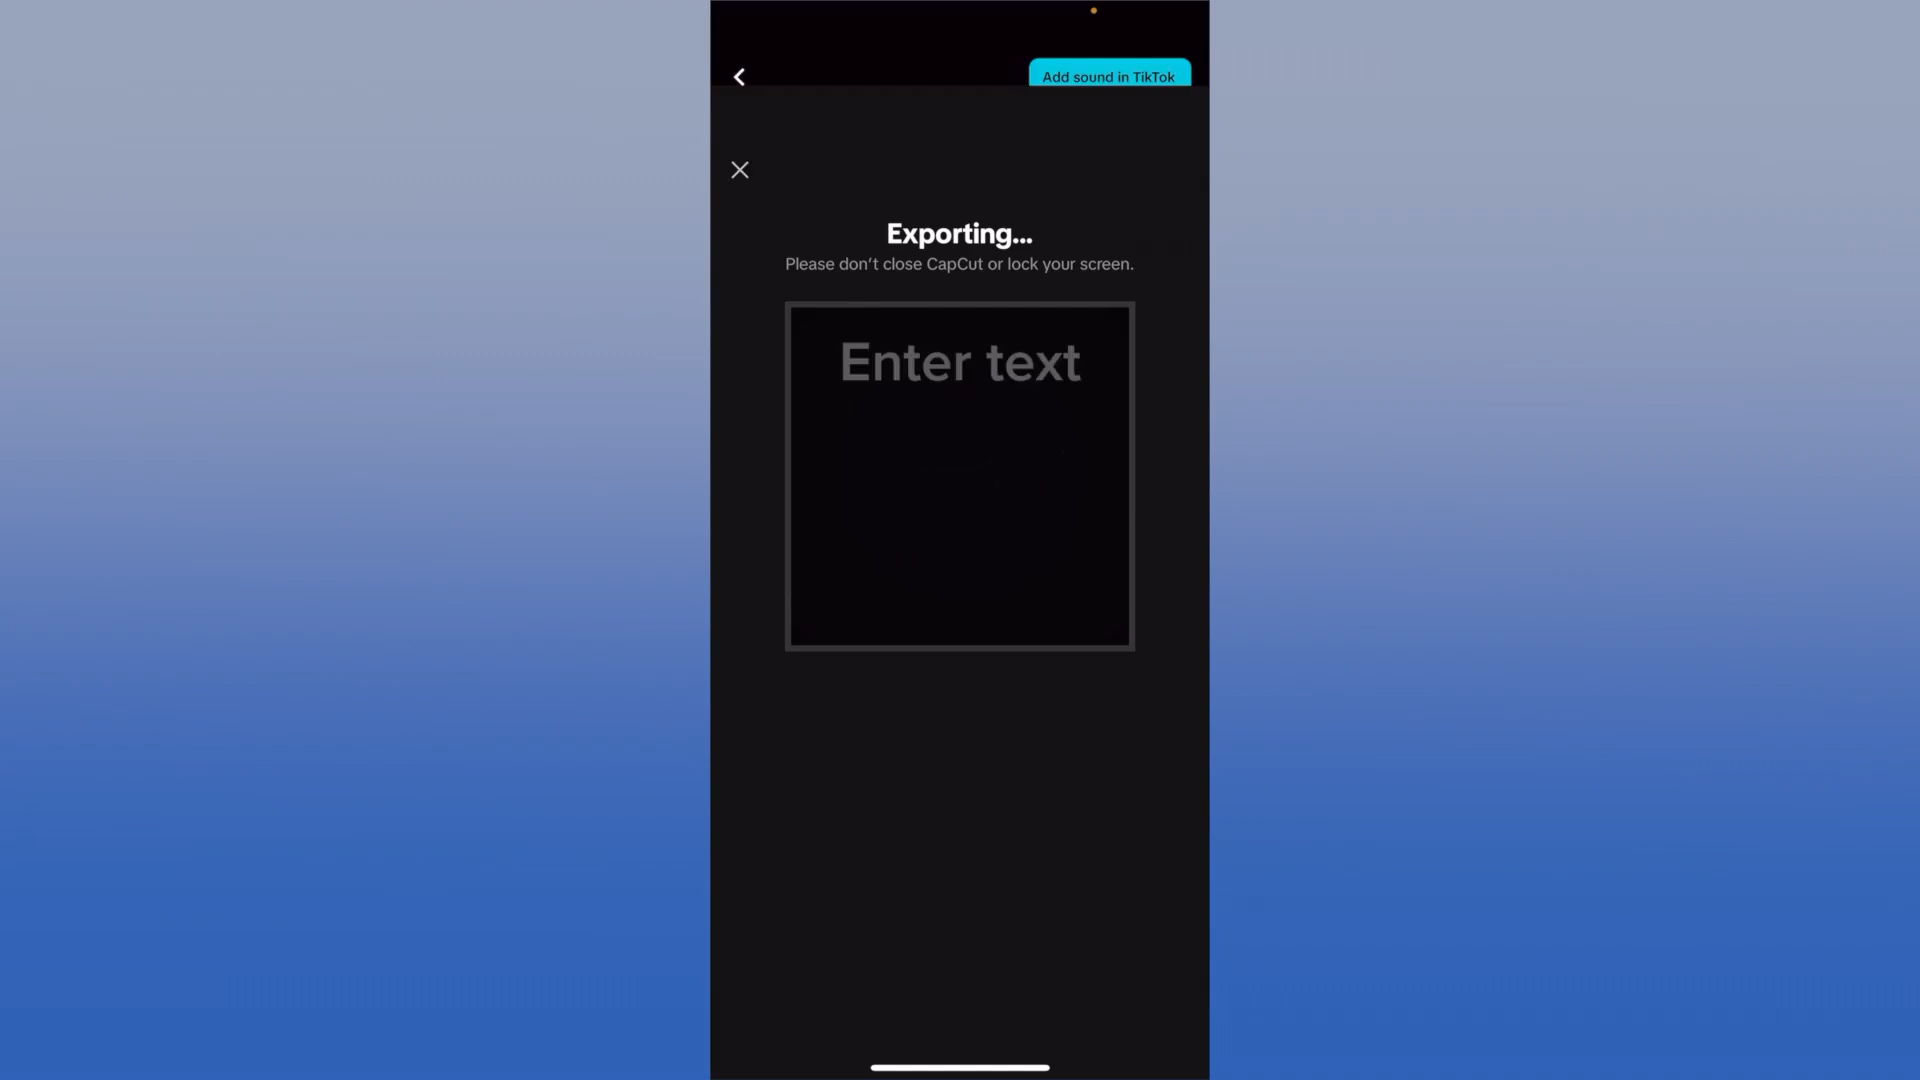 Add sound in TikTok
Exporting...
Please don’t close CapCut or lock your screen.
Enter text